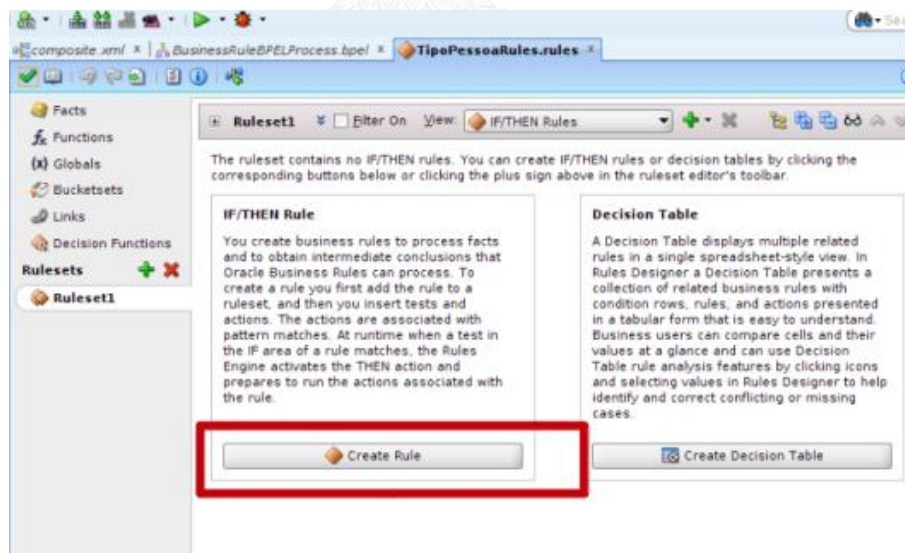 composite.xml
BusinessRuleBPELProcess.bpel
TipoPessoaRules.rules
Facts
Functions
(x) Globals
Bucketsets
Links
Decision Functions
Rulesets
Ruleset1
Ruleset1 Filter On View: IF/THEN Rules
The ruleset contains no IF/THEN rules. You can create IF/THEN rules or decision tables by clicking the
corresponding buttons below or clicking the plus sign above in the ruleset editor's toolbar.
IF/THEN Rule
You create business rules to process facts
and to obtain intermediate conclusions that
Oracle Business Rules can process. To
create a rule you first add the rule to a
ruleset, and then you insert tests and
actions. The actions are associated with
pattern matches. At runtime when a test in
the IF area of a rule matches, the Rules
Engine activates the THEN action and
prepares to run the actions associated with
the rule.
Create Rule
Decision Table
A Decision Table displays multiple related
rules in a single spreadsheet-style view. In
Rules Designer a Decision Table presents a
collection of related business rules with
condition rows, rules, and actions presented
in a tabular form that is easy to understand.
Business users can compare cells and their
values at a glance and can use Decision
Table rule analysis features by clicking icons
and selecting values in Rules Designer to help
identify and correct conflicting or missing
cases.
Create Decision Table